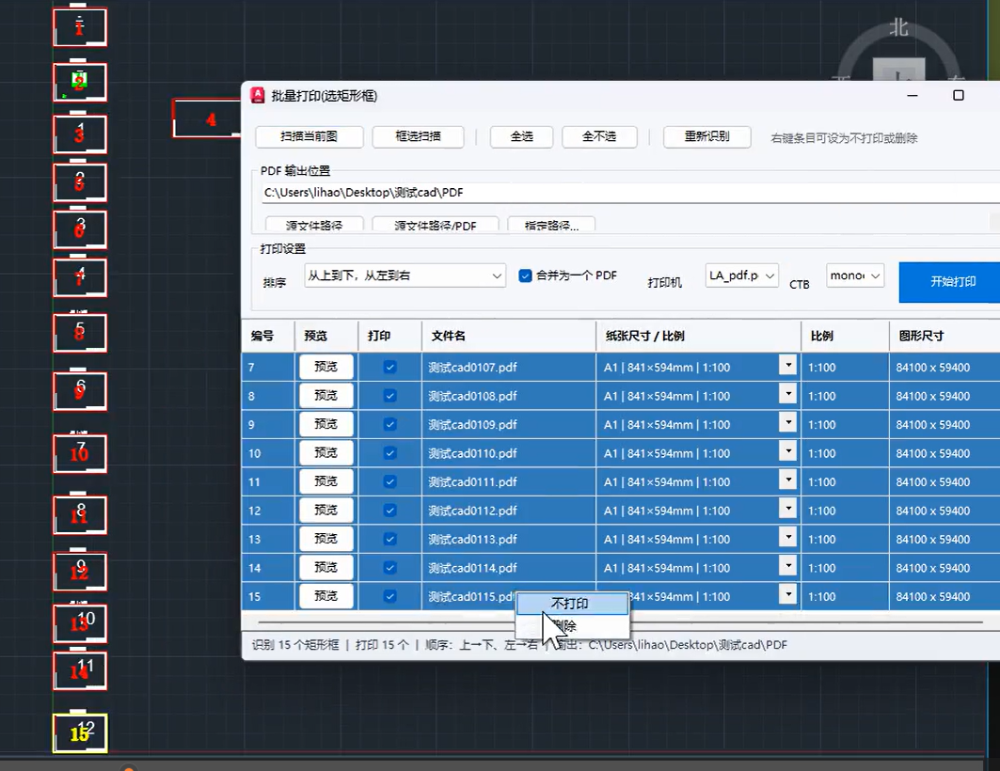 1
2
1
3
4
2
5
3
6
4
7
5
8
6
9
7
10
8
11
9
12
10
13
11
14
12
15
北
上
批量打印(选矩形框)
扫描当前图 框选扫描 全选 全不选 重新识别 右键条目可设为不打印或删除
PDF 输出位置
C:\Users\lihao\Desktop\测试cad\PDF
源文件路径 源文件路径/PDF 指定路径...
打印设置
排序 从上到下，从左到右 合并为一个 PDF 打印机 LA_pdf.p CTB mono 开始打印
编号 预览 打印 文件名 纸张尺寸 / 比例 比例 图形尺寸
7 预览 测试cad0107.pdf A1 | 841×594mm | 1:100 1:100 84100 x 59400
8 预览 测试cad0108.pdf A1 | 841×594mm | 1:100 1:100 84100 x 59400
9 预览 测试cad0109.pdf A1 | 841×594mm | 1:100 1:100 84100 x 59400
10 预览 测试cad0110.pdf A1 | 841×594mm | 1:100 1:100 84100 x 59400
11 预览 测试cad0111.pdf A1 | 841×594mm | 1:100 1:100 84100 x 59400
12 预览 测试cad0112.pdf A1 | 841×594mm | 1:100 1:100 84100 x 59400
13 预览 测试cad0113.pdf A1 | 841×594mm | 1:100 1:100 84100 x 59400
14 预览 测试cad0114.pdf A1 | 841×594mm | 1:100 1:100 84100 x 59400
15 预览 测试cad0115.pdf 841×594mm | 1:100 1:100 84100 x 59400
不打印
删除
识别 15 个矩形框 | 打印 15 个 | 顺序：上→下、左→右 | 输出：C:\Users\lihao\Desktop\测试cad\PDF